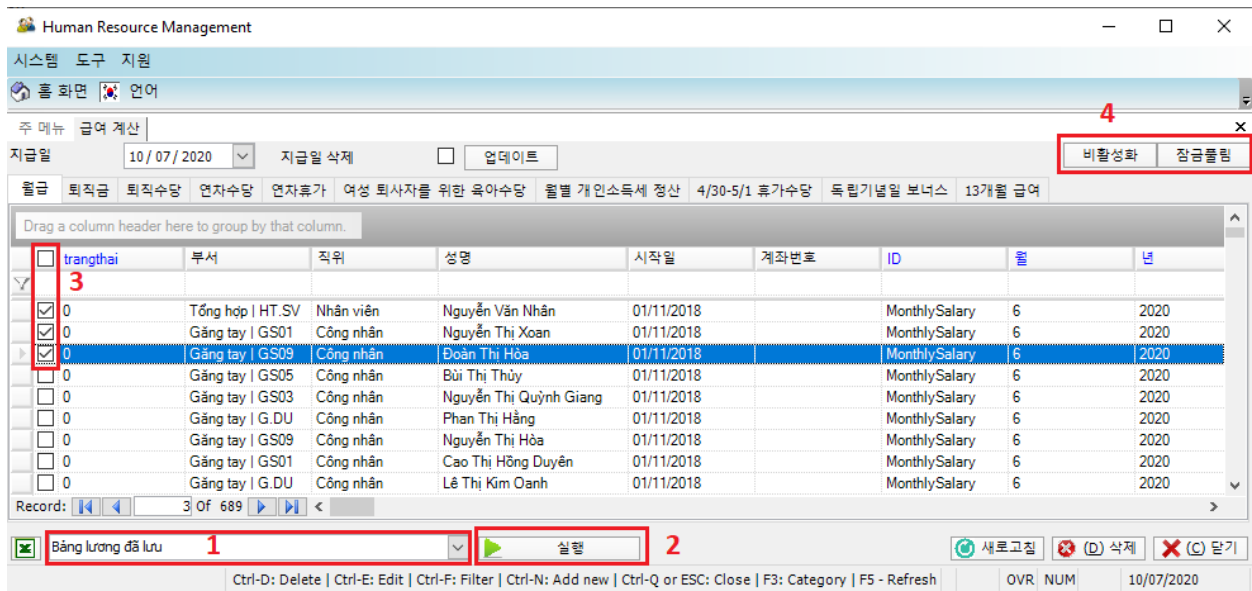 Human Resource Management
시스템 도구 지원
홈 화면 언어
4
주 메뉴 급여 계산
지급일 10/07/2020 지급일 삭제 업데이트 비활성화 잠금풀림
월급 퇴직금 퇴직수당 연차수당 연차휴가 여성 퇴사자를 위한 육아수당 월별 개인소득세 정산 4/30-5/1 휴가수당 독립기념일 보너스 13개월 급여
Drag a column header here to group by that column.
trangthai 부서 직위 성명 시작일 계좌번호 ID 월 년
3
0 Tổng hợp | HT.SV Nhân viên Nguyễn Văn Nhân 01/11/2018 MonthlySalary 6 2020
0 Găng tay | GS01 Công nhân Nguyễn Thị Xoan 01/11/2018 MonthlySalary 6 2020
0 Găng tay | GS09 Công nhân Đoàn Thị Hòa 01/11/2018 MonthlySalary 6 2020
0 Găng tay | GS05 Công nhân Bùi Thị Thủy 01/11/2018 MonthlySalary 6 2020
0 Găng tay | GS03 Công nhân Nguyễn Thị Quỳnh Giang 01/11/2018 MonthlySalary 6 2020
0 Găng tay | G.DU Công nhân Phan Thị Hằng 01/11/2018 MonthlySalary 6 2020
0 Găng tay | GS09 Công nhân Nguyễn Thị Hòa 01/11/2018 MonthlySalary 6 2020
0 Găng tay | GS01 Công nhân Cao Thị Hồng Duyên 01/11/2018 MonthlySalary 6 2020
0 Găng tay | G.DU Công nhân Lê Thị Kim Oanh 01/11/2018 MonthlySalary 6 2020
Record: 3 Of 689
Bảng lương đã lưu 1 실행 2 새로고침 (D) 삭제 (C) 닫기
Ctrl-D: Delete | Ctrl-E: Edit | Ctrl-F: Filter | Ctrl-N: Add new | Ctrl-Q or ESC: Close | F3: Category | F5 - Refresh OVR NUM 10/07/2020